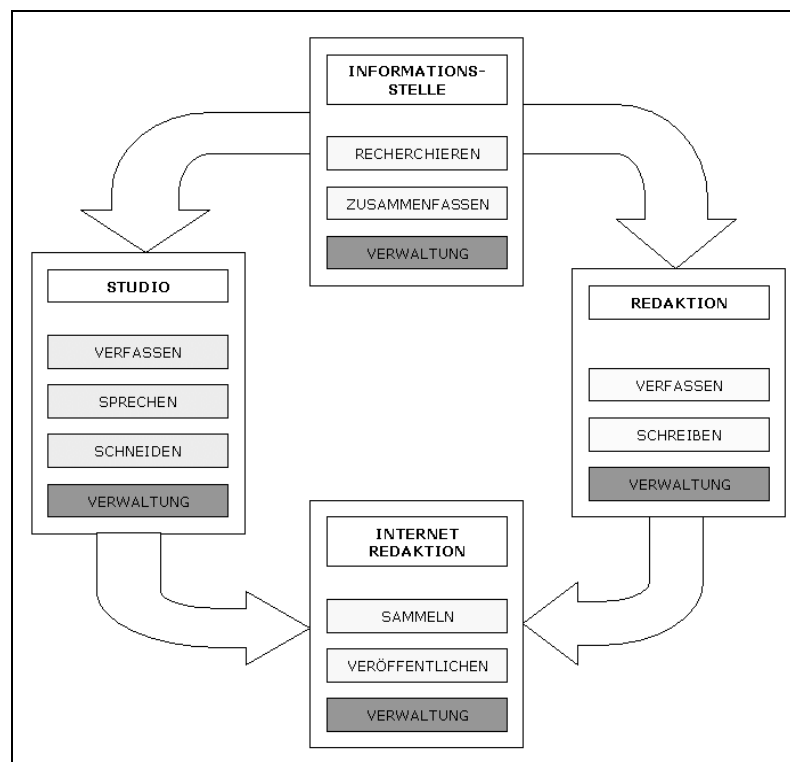 INFORMATIONS-
STELLE
RECHERCHIEREN
ZUSAMMENFASSEN
VERWALTUNG
STUDIO
VERFASSEN
SPRECHEN
SCHNEIDEN
VERWALTUNG
REDAKTION
VERFASSEN
SCHREIBEN
VERWALTUNG
INTERNET
REDAKTION
SAMMELN
VERÖFFENTLICHEN
VERWALTUNG